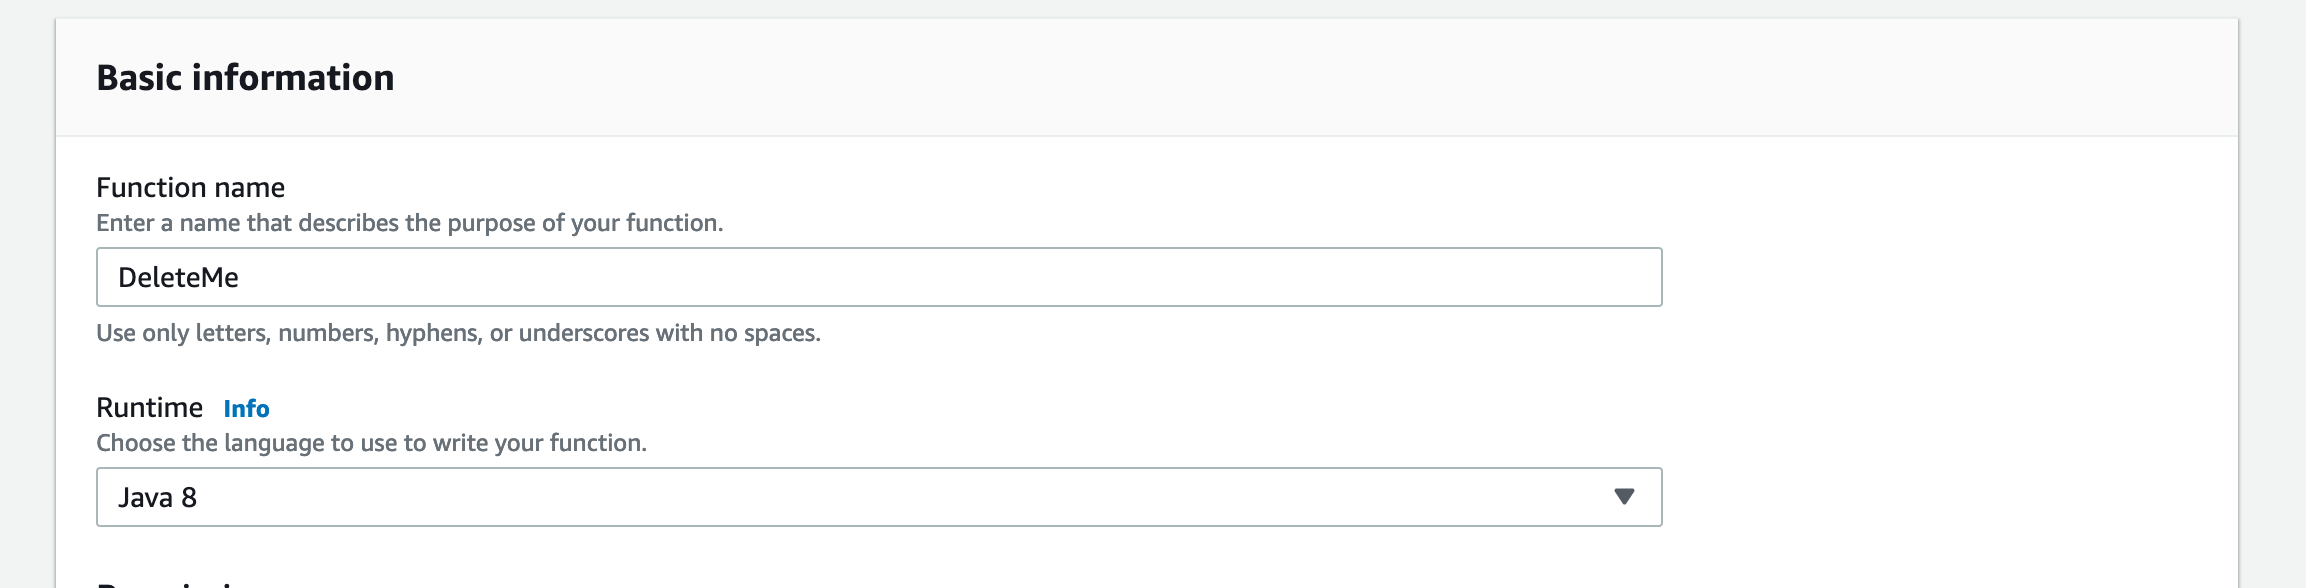 Basic information
Function name
Enter a name that describes the purpose of your function.
DeleteMe
Use only letters, numbers, hyphens, or underscores with no spaces.
Runtime Info
Choose the language to use to write your function.
Java 8